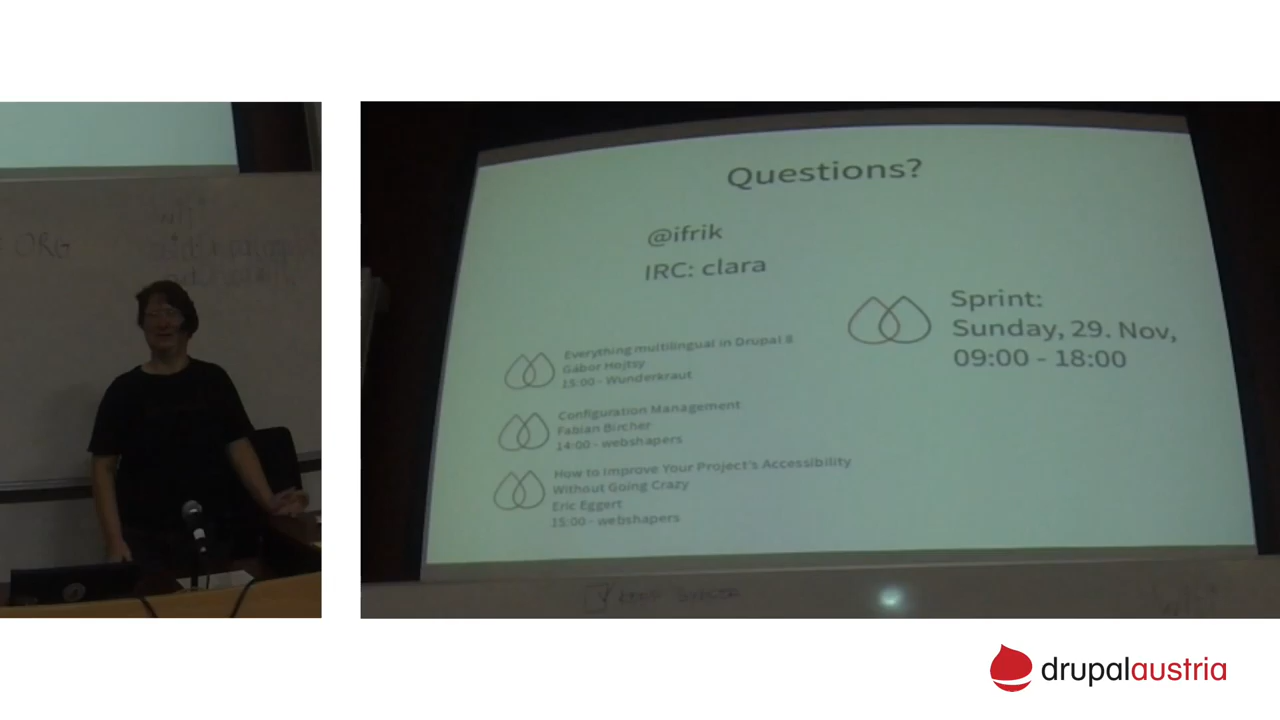 ORG
Questions?
@ifrik
IRC: clara
Everything multilingual in Drupal 8
Gábor Hojtsy
15:00 - Wunderkraut
Configuration Management
Fabian Bircher
14:00 - webshapers
How to Improve Your Project's Accessibility
Without Going Crazy
Eric Eggert
15:00 - webshapers
Sprint:
Sunday, 29. Nov,
09:00 - 18:00
drupalaustria